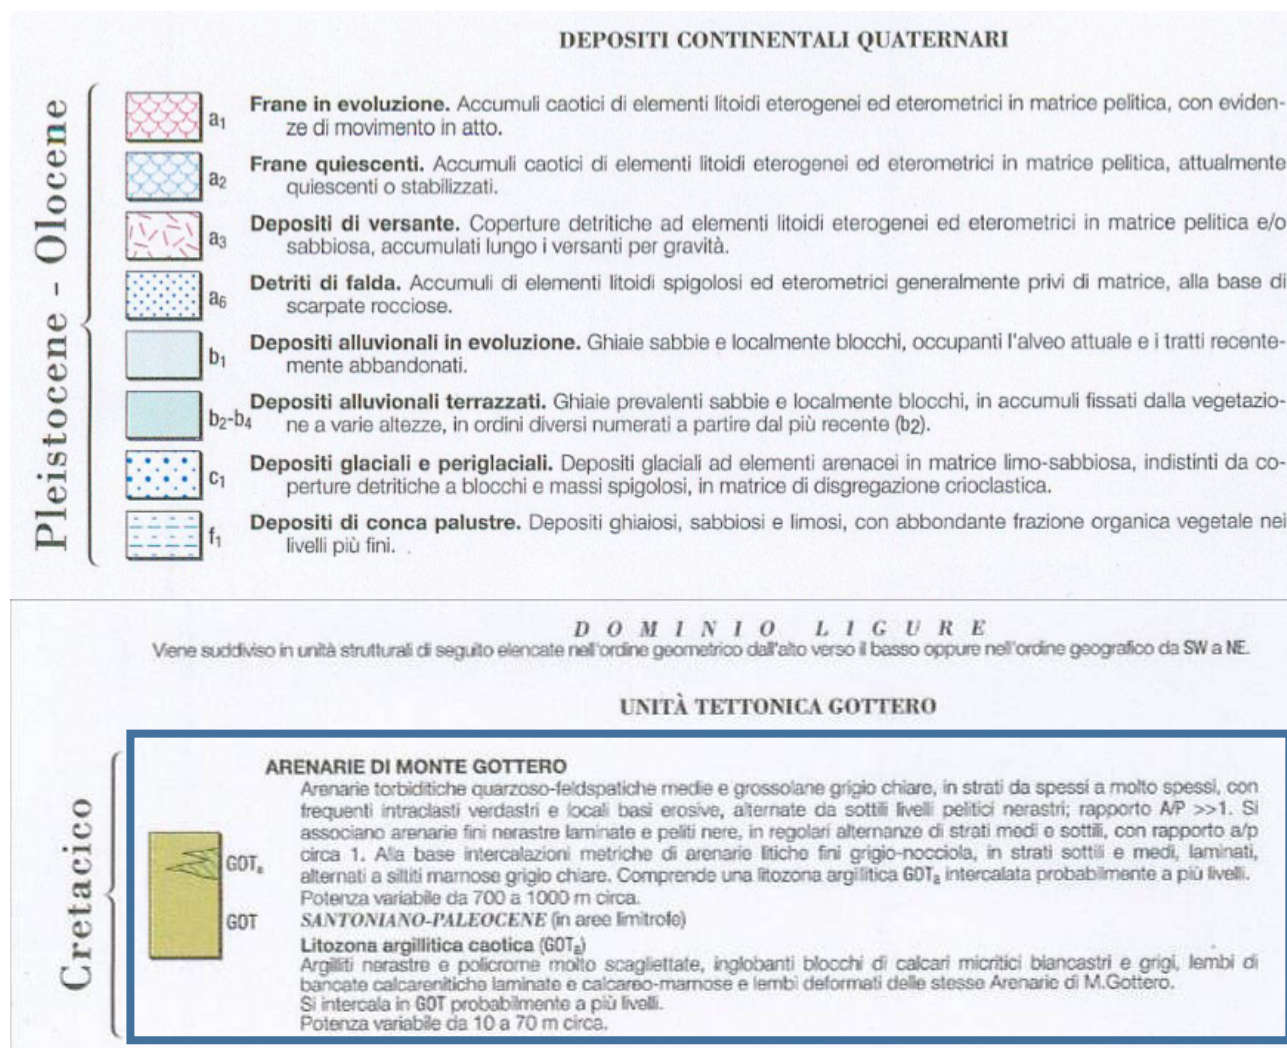 DEPOSITI CONTINENTALI QUATERNARI
Pleistocene - Olocene
a1
Frane in evoluzione. Accumuli caotici di elementi litoidi eterogenei ed eterometrici in matrice pelitica, con eviden-
ze di movimento in atto.
a2
Frane quiescenti. Accumuli caotici di elementi litoidi eterogenei ed eterometrici in matrice pelitica, attualmente
quiescenti o stabilizzati.
a3
Depositi di versante. Coperture detritiche ad elementi litoidi eterogenei ed eterometrici in matrice pelitica e/o
sabbiosa, accumulati lungo i versanti per gravità.
a6
Detriti di falda. Accumuli di elementi litoidi spigolosi ed eterometrici generalmente privi di matrice, alla base di
scarpate rocciose.
b1
Depositi alluvionali in evoluzione. Ghiaie sabbie e localmente blocchi, occupanti l'alveo attuale e i tratti recente-
mente abbandonati.
b2-b4
Depositi alluvionali terrazzati. Ghiaie prevalenti sabbie e localmente blocchi, in accumuli fissati dalla vegetazio-
ne a varie altezze, in ordini diversi numerati a partire dal più recente (b2).
c1
Depositi glaciali e periglaciali. Depositi glaciali ad elementi arenacei in matrice limo-sabbiosa, indistinti da co-
perture detritiche a blocchi e massi spigolosi, in matrice di disgregazione crioclastica.
f1
Depositi di conca palustre. Depositi ghiaiosi, sabbiosi e limosi, con abbondante frazione organica vegetale nei
livelli più fini.
DOMINIO LIGURE
Viene suddiviso in unità strutturali di seguito elencate nell'ordine geometrico dall'alto verso il basso oppure nell'ordine geografico da SW a NE.
UNITÀ TETTONICA GOTTERO
Cretacico
ARENARIE DI MONTE GOTTERO
Arenarie torbiditiche quarzoso-feldspatiche medie e grossolane grigio chiare, in strati da spessi a molto spessi, con
frequenti intraclasti verdastri e locali basi erosive, alternate da sottili livelli pelitici nerastri; rapporto A/P >>1. Si
associano arenarie fini nerastre laminate e peliti nere, in regolari alternanze di strati medi e sottili, con rapporto a/p
circa 1. Alla base intercalazioni metriche di arenarie litiche fini grigio-nocciola, in strati sottili e medi, laminati,
alternati a siltiti marnose grigio chiare. Comprende una litozona argillitica GOTa intercalata probabilmente a più livelli.
Potenza variabile da 700 a 1000 m circa.
SANTONIANO-PALEOCENE (in aree limitrofe)
GOTa
GOT
Litozona argillitica caotica (GOTa)
Argilliti nerastre e policrome molto scagliettate, inglobanti blocchi di calcari micritici biancastri e grigi, lembi di
bancate calcarenitiche laminate e calcareo-marnose e lembi deformati delle stesse Arenarie di M.Gottero.
Si intercala in GOT probabilmente a più livelli.
Potenza variabile da 10 a 70 m circa.